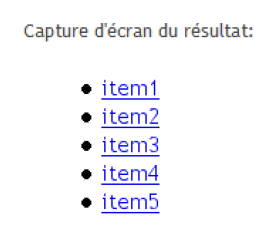 Capture d'écran du résultat:
item1
item2
item3
item4
item5